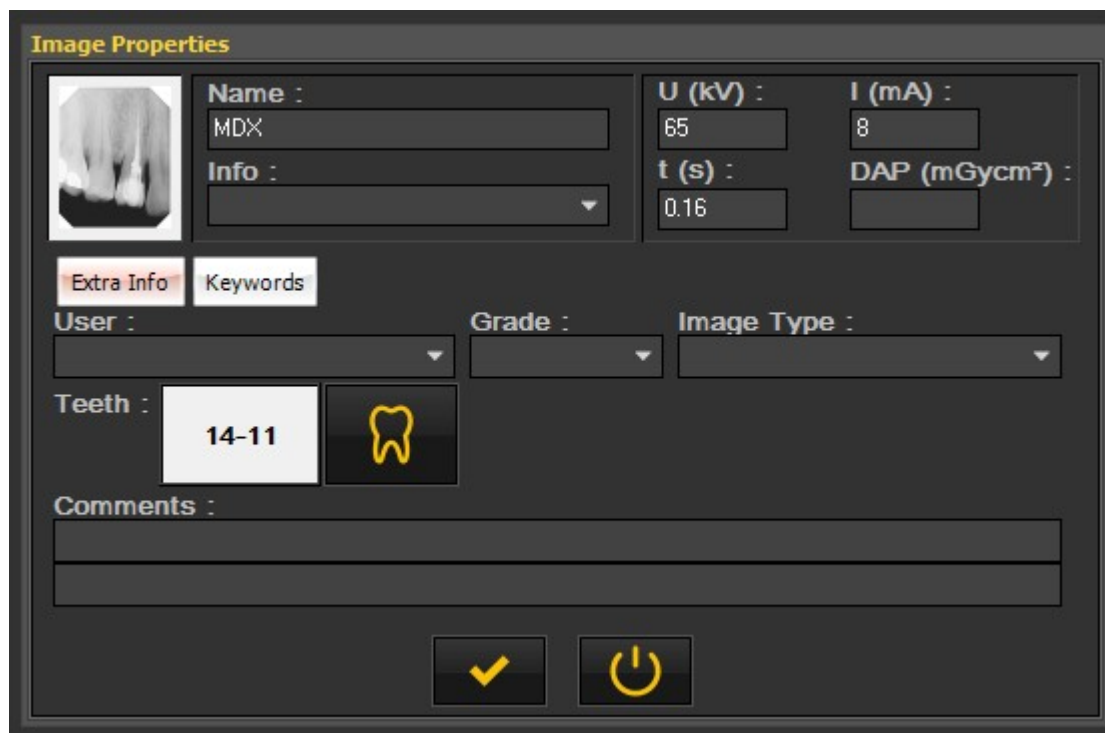 Image Properties
Name :
MDX
Info :
U (kV) :
65
I (mA) :
8
t (s) :
0.16
DAP (mGycm²) :
Extra Info
Keywords
User :
Grade :
Image Type :
Teeth :
14-11
Comments :